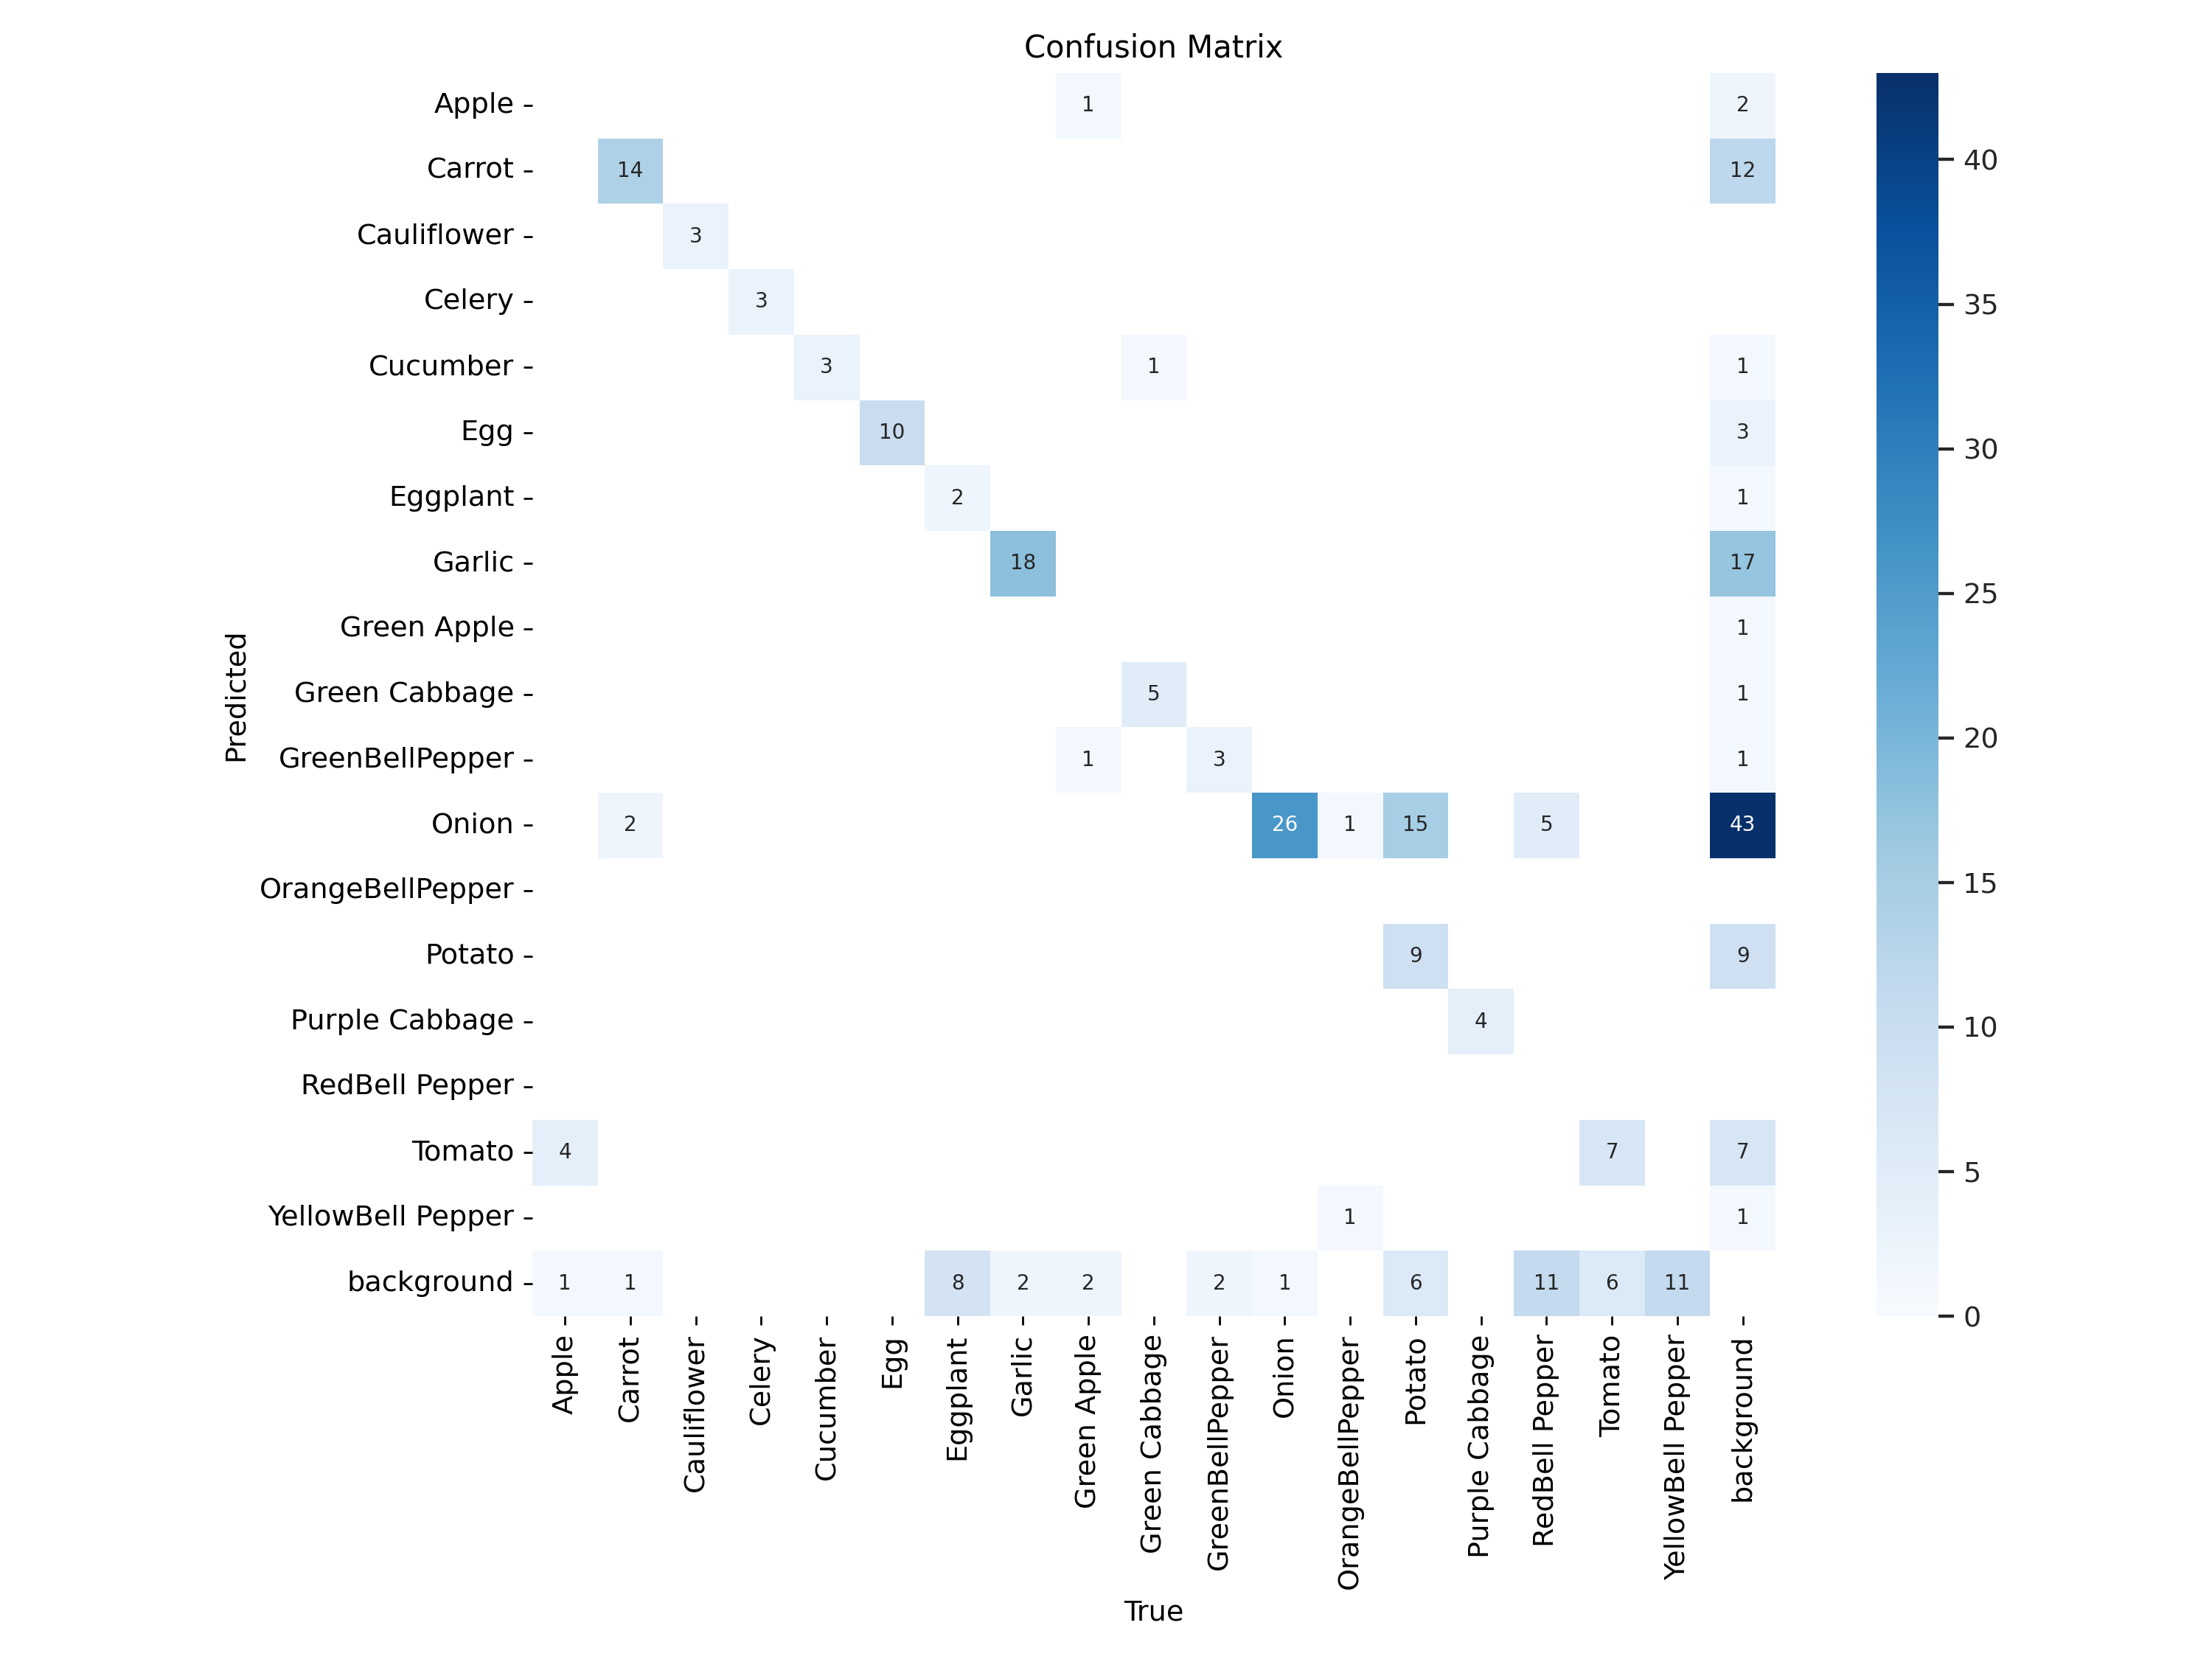 Confusion Matrix
Apple 1 2
Carrot 14 12
Cauliflower 3
Celery 3
Cucumber 3 1 1
Egg 10 3
Eggplant 2 1
Garlic 18 17
Green Apple 1
Green Cabbage 5 1
GreenBellPepper 1 3 1
Onion 2 26 1 15 5 43
OrangeBellPepper
Potato 9 9
Purple Cabbage 4
RedBell Pepper
Tomato 4 7 7
YellowBell Pepper 1 1
background 1 1 8 2 2 2 1 6 11 6 11
Predicted
Apple
Carrot
Cauliflower
Celery
Cucumber
Egg
Eggplant
Garlic
Green Apple
Green Cabbage
GreenBellPepper
Onion
OrangeBellPepper
Potato
Purple Cabbage
RedBell Pepper
Tomato
YellowBell Pepper
background
True
40
35
30
25
20
15
10
5
0